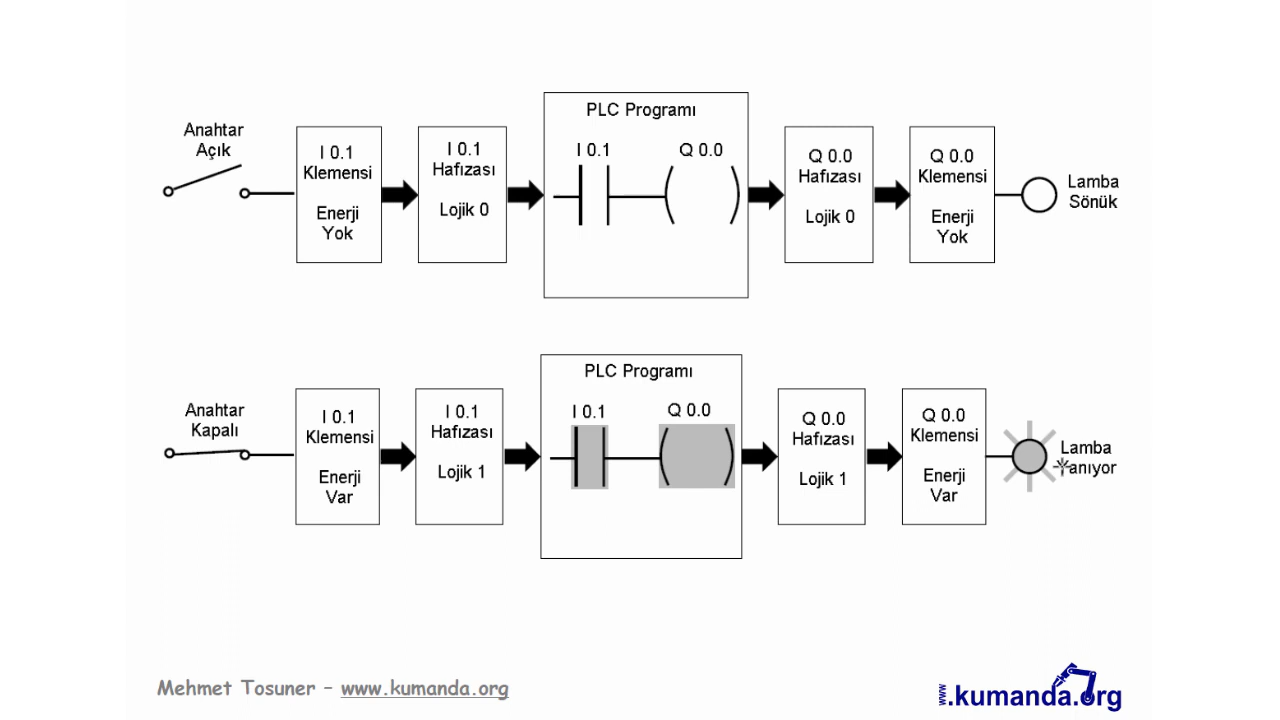 PLC Programı
Anahtar
Açık
I 0.1
Klemensi
Enerji
Yok
I 0.1
Hafızası
Lojik 0
I 0.1
Q 0.0
Q 0.0
Hafızası
Lojik 0
Q 0.0
Klemensi
Enerji
Yok
Lamba
Sönük
PLC Programı
Anahtar
Kapalı
I 0.1
Klemensi
Enerji
Var
I 0.1
Hafızası
Lojik 1
I 0.1
Q 0.0
Q 0.0
Hafızası
Lojik 1
Q 0.0
Klemensi
Enerji
Var
Lamba
Yanıyor
Mehmet Tosuner – www.kumanda.org
www.kumanda.org